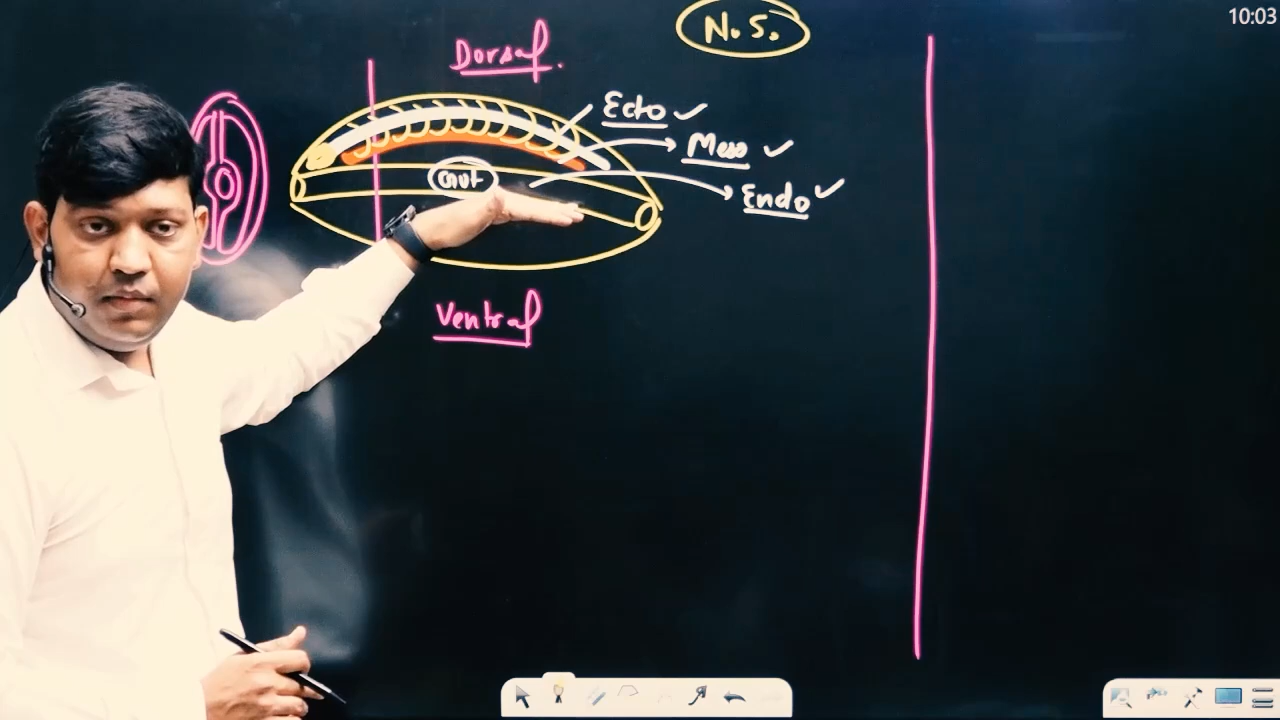 10:03
N.S.
Dorsal.
Ecto ✓
Meso ✓
Gut
Endo ✓
Ventral